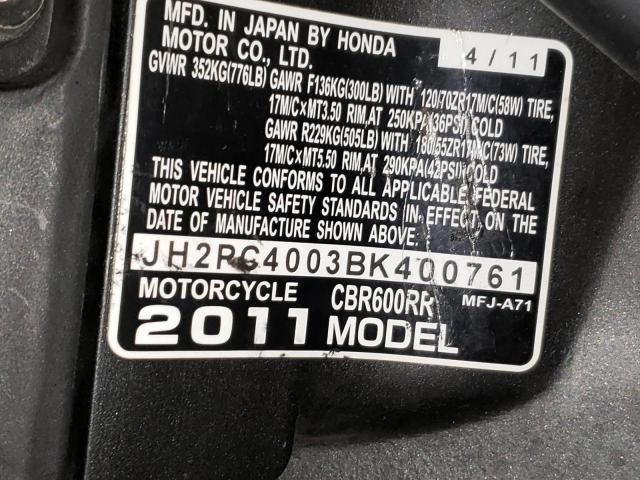 MFD. IN JAPAN BY HONDA
MOTOR CO., LTD. 4/11
GVWR 352KG(776LB) GAWR F136KG(300LB) WITH 120/70ZR17M/C(58W) TIRE,
17M/C×MT3.50 RIM,AT 250KPA(36PSI) COLD
GAWR R229KG(505LB) WITH 180/55ZR17M/C(73W) TIRE,
17M/C×MT5.50 RIM,AT 290KPA(42PSI) COLD
THIS VEHICLE CONFORMS TO ALL APPLICABLE FEDERAL
MOTOR VEHICLE SAFETY STANDARDS IN EFFECT ON THE
DATE OF MANUFACTURE SHOWN ABOVE.
JH2PC4003BK400761
MOTORCYCLE CBR600RR MFJ-A71
2011 MODEL